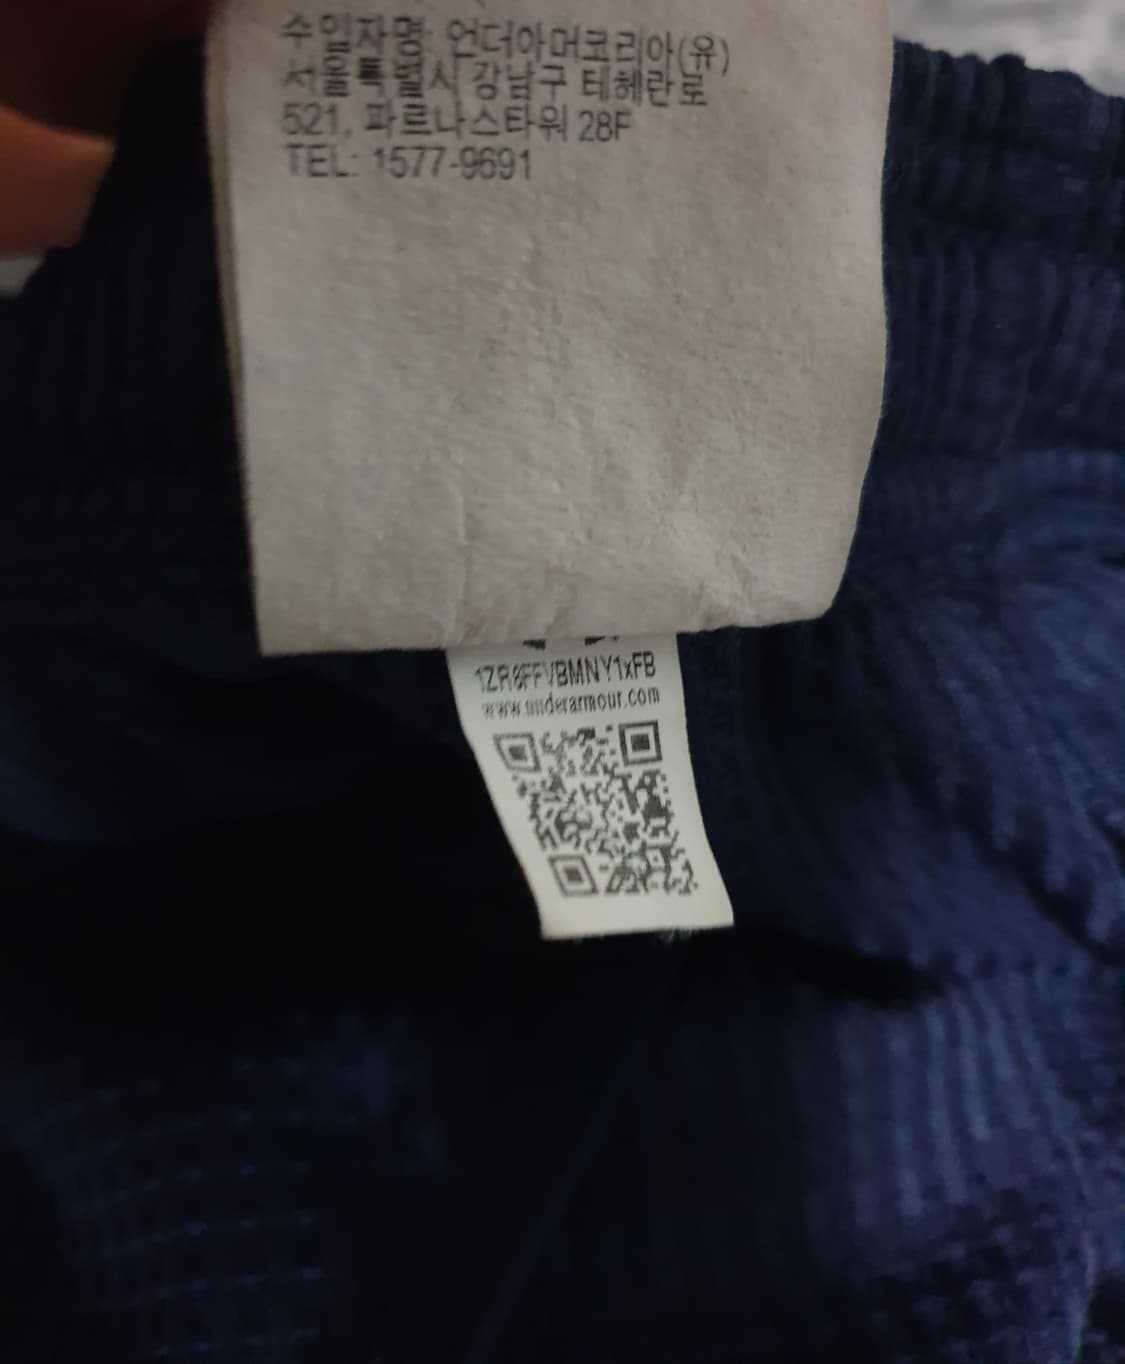 수입자명: 언더아머코리아(유)
서울특별시 강남구 테헤란로
521, 파르나스타워 28F
TEL: 1577-9691
www.underarmour.com